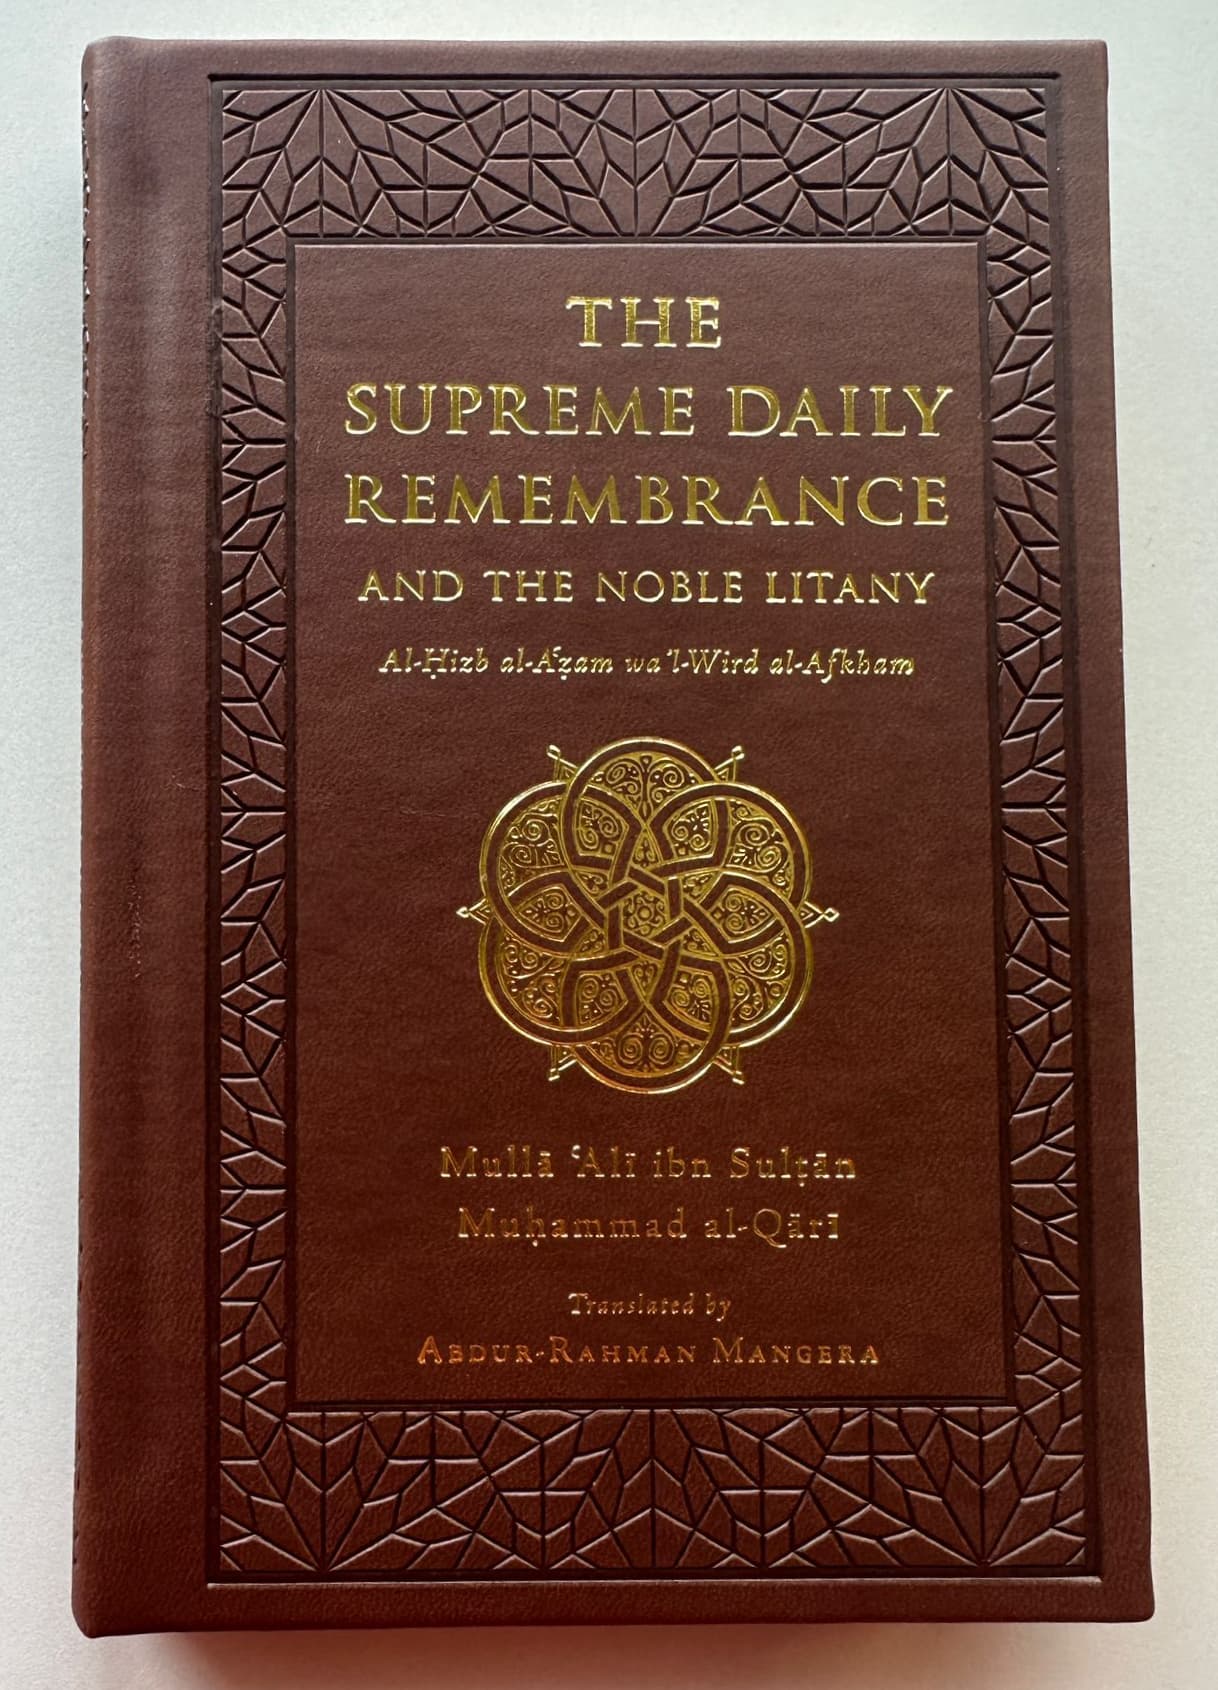 THE
SUPREME DAILY
REMEMBRANCE
AND THE NOBLE LITANY
Al-Ḥizb al-Aʿẓam wa 'l-Wird al-Afkham
Mullā ʿAlī ibn Sulṭān
Muḥammad al-Qārī
Translated by
ABDUR-RAHMAN MANGERA